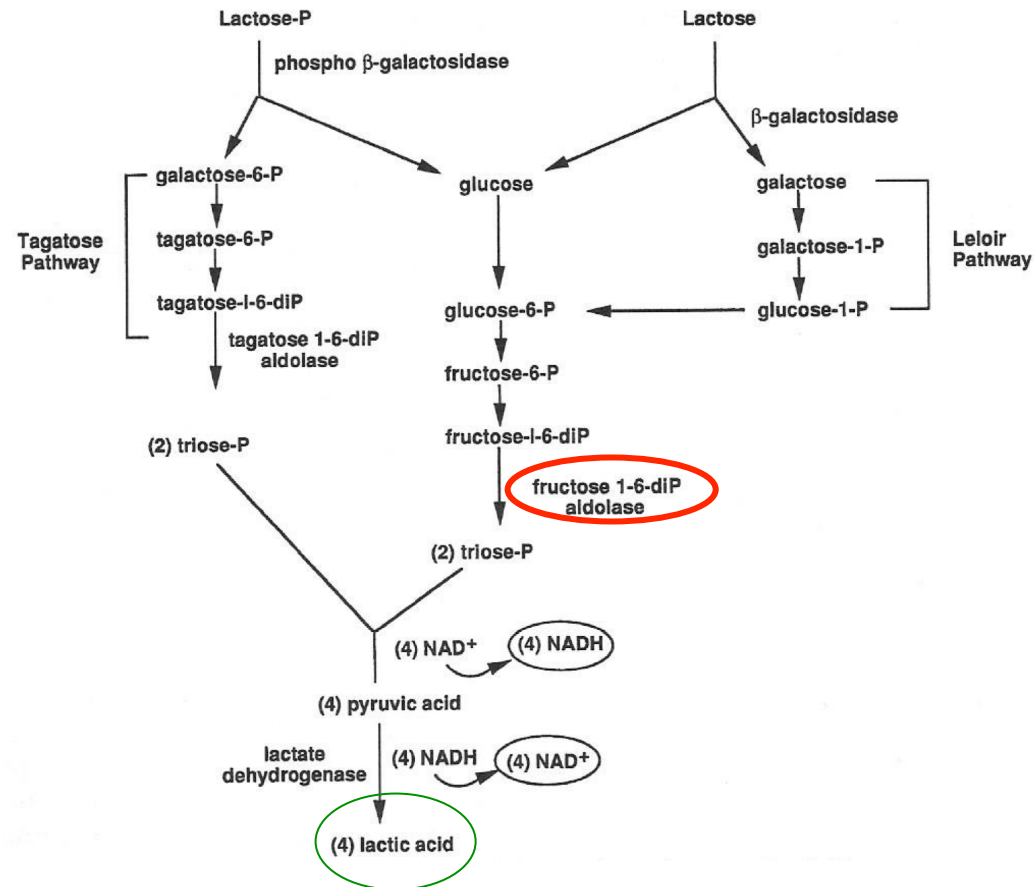 Lactose-P
Lactose
phospho β-galactosidase
β-galactosidase
galactose-6-P
glucose
galactose
Tagatose
Pathway
tagatose-6-P
galactose-1-P
Leloir
Pathway
tagatose-l-6-diP
glucose-6-P
glucose-1-P
tagatose 1-6-diP
aldolase
fructose-6-P
(2) triose-P
fructose-l-6-diP
fructose 1-6-diP
aldolase
(2) triose-P
(4) NAD+
(4) NADH
(4) pyruvic acid
lactate
dehydrogenase
(4) NADH
(4) NAD+
(4) lactic acid